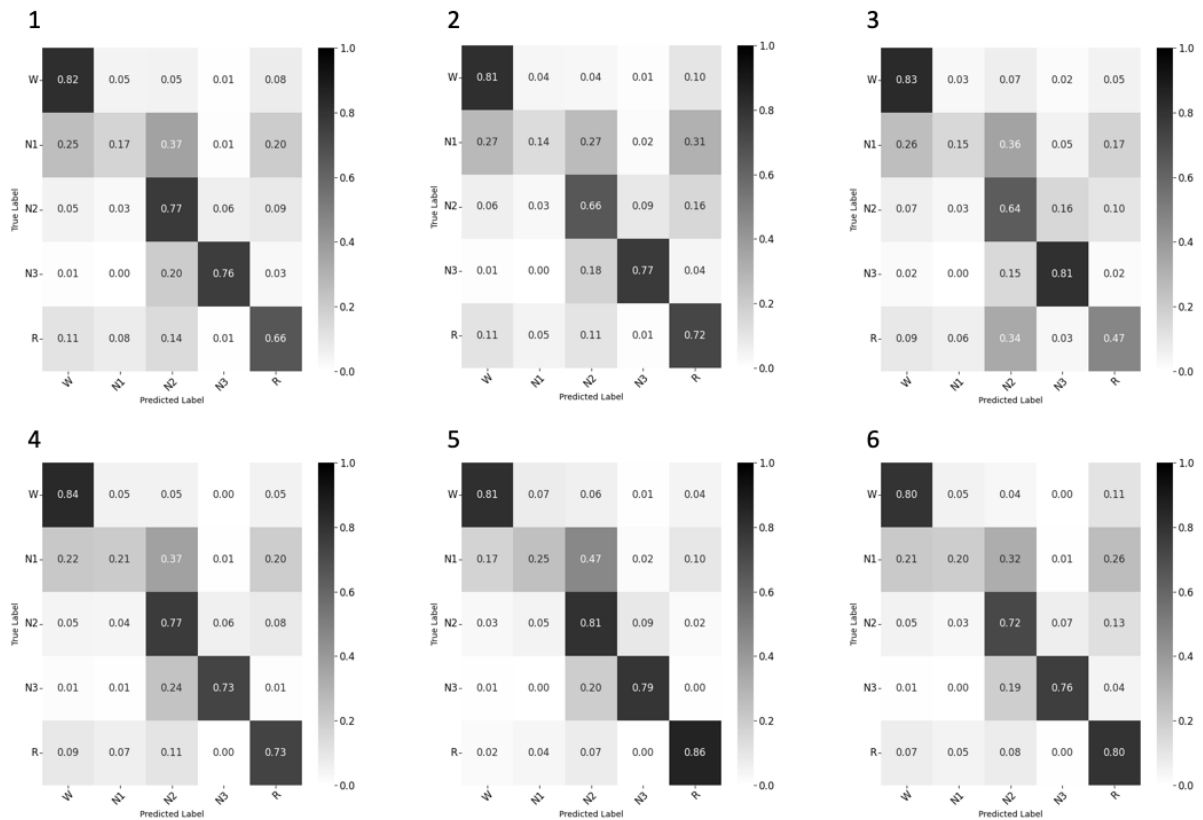 1
2
3
1.0
0.8
0.6
0.4
0.2
0.0
W
0.82 0.05 0.05 0.01 0.08
N1
0.25 0.17 0.37 0.01 0.20
N2
0.05 0.03 0.77 0.06 0.09
N3
0.01 0.00 0.20 0.76 0.03
R
0.11 0.08 0.14 0.01 0.66
True Label
W N1 N2 N3 R
Predicted Label
1.0
0.8
0.6
0.4
0.2
0.0
W
0.81 0.04 0.04 0.01 0.10
N1
0.27 0.14 0.27 0.02 0.31
N2
0.06 0.03 0.66 0.09 0.16
N3
0.01 0.00 0.18 0.77 0.04
R
0.11 0.05 0.11 0.01 0.72
True Label
W N1 N2 N3 R
Predicted Label
1.0
0.8
0.6
0.4
0.2
0.0
W
0.83 0.03 0.07 0.02 0.05
N1
0.26 0.15 0.36 0.05 0.17
N2
0.07 0.03 0.64 0.16 0.10
N3
0.02 0.00 0.15 0.81 0.02
R
0.09 0.06 0.34 0.03 0.47
True Label
W N1 N2 N3 R
Predicted Label
4
5
6
1.0
0.8
0.6
0.4
0.2
0.0
W
0.84 0.05 0.05 0.00 0.05
N1
0.22 0.21 0.37 0.01 0.20
N2
0.05 0.04 0.77 0.06 0.08
N3
0.01 0.01 0.24 0.73 0.01
R
0.09 0.07 0.11 0.00 0.73
True Label
W N1 N2 N3 R
Predicted Label
1.0
0.8
0.6
0.4
0.2
0.0
W
0.81 0.07 0.06 0.01 0.04
N1
0.17 0.25 0.47 0.02 0.10
N2
0.03 0.05 0.81 0.09 0.02
N3
0.01 0.00 0.20 0.79 0.00
R
0.02 0.04 0.07 0.00 0.86
True Label
W N1 N2 N3 R
Predicted Label
1.0
0.8
0.6
0.4
0.2
0.0
W
0.80 0.05 0.04 0.00 0.11
N1
0.21 0.20 0.32 0.01 0.26
N2
0.05 0.03 0.72 0.07 0.13
N3
0.01 0.00 0.19 0.76 0.04
R
0.07 0.05 0.08 0.00 0.80
True Label
W N1 N2 N3 R
Predicted Label